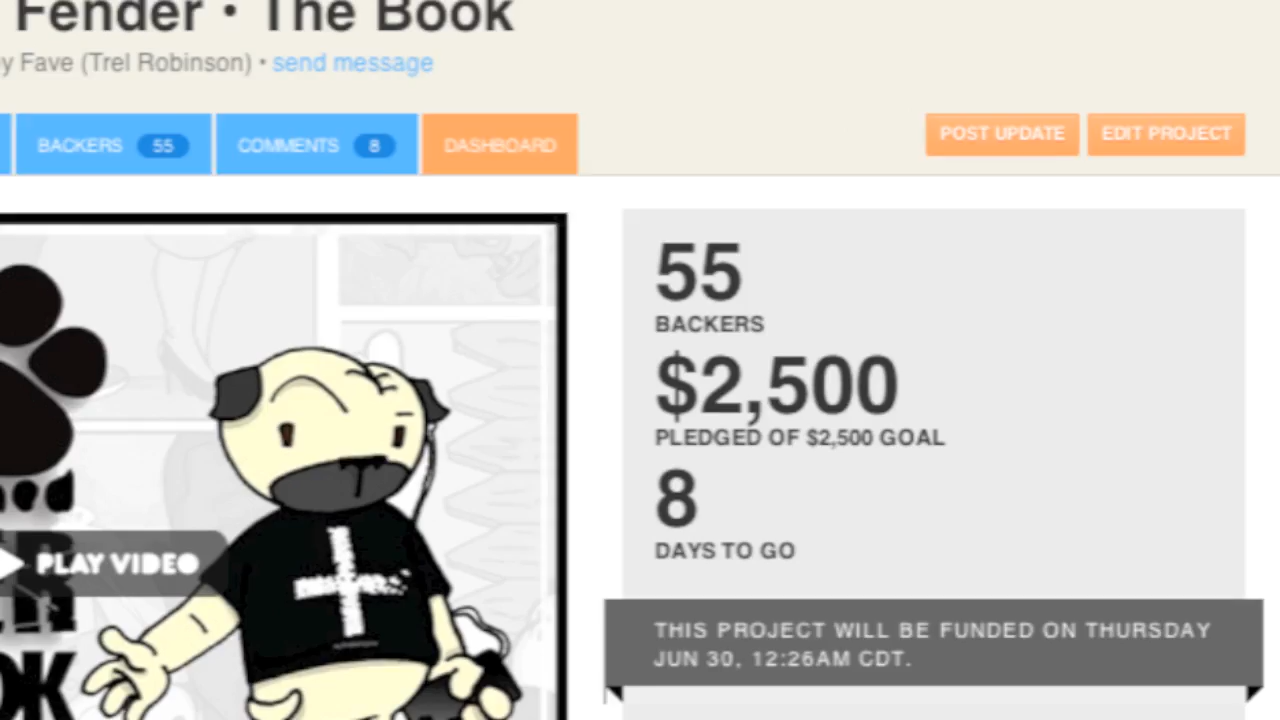 Fender • The Book
y Fave (Trel Robinson) • send message
BACKERS 55 COMMENTS 8 DASHBOARD
POST UPDATE EDIT PROJECT
55
BACKERS
$2,500
PLEDGED OF $2,500 GOAL
8
DAYS TO GO
PLAY VIDEO
THIS PROJECT WILL BE FUNDED ON THURSDAY
JUN 30, 12:26AM CDT.